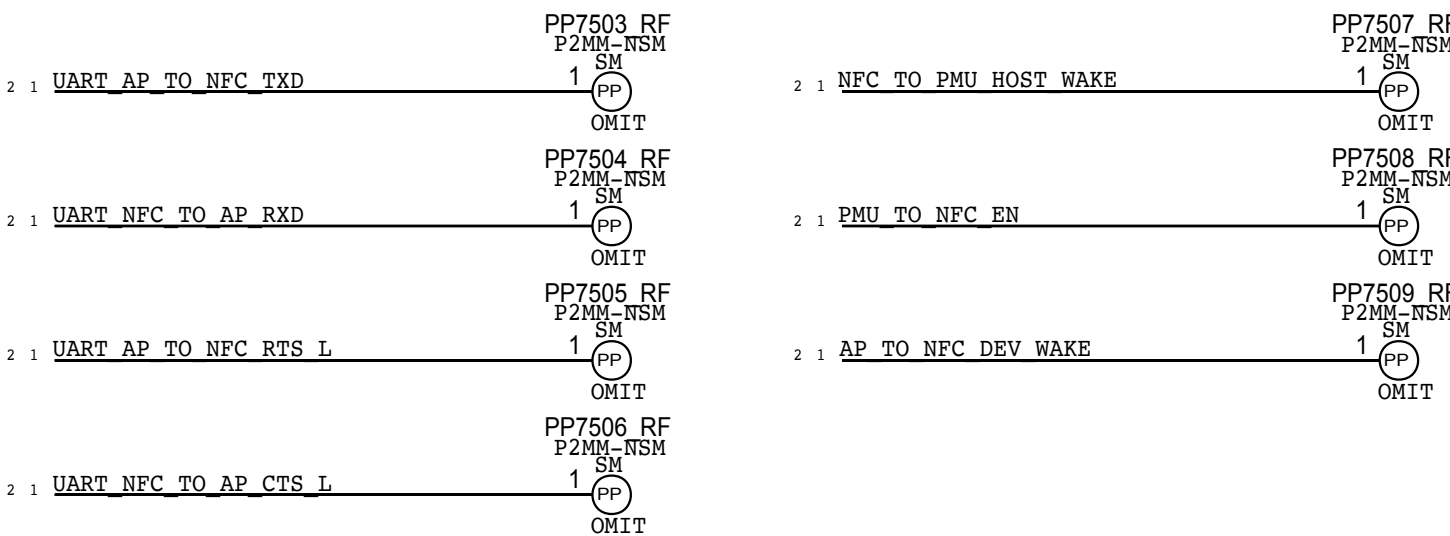 PP7503_RF
P2MM-NSM
SM
2 1 UART_AP_TO_NFC_TXD 1 PP
OMIT
PP7504_RF
P2MM-NSM
SM
2 1 UART_NFC_TO_AP_RXD 1 PP
OMIT
PP7505_RF
P2MM-NSM
SM
2 1 UART_AP_TO_NFC_RTS_L 1 PP
OMIT
PP7506_RF
P2MM-NSM
SM
2 1 UART_NFC_TO_AP_CTS_L 1 PP
OMIT
PP7507_RF
P2MM-NSM
SM
2 1 NFC_TO_PMU_HOST_WAKE 1 PP
OMIT
PP7508_RF
P2MM-NSM
SM
2 1 PMU_TO_NFC_EN 1 PP
OMIT
PP7509_RF
P2MM-NSM
SM
2 1 AP_TO_NFC_DEV_WAKE 1 PP
OMIT